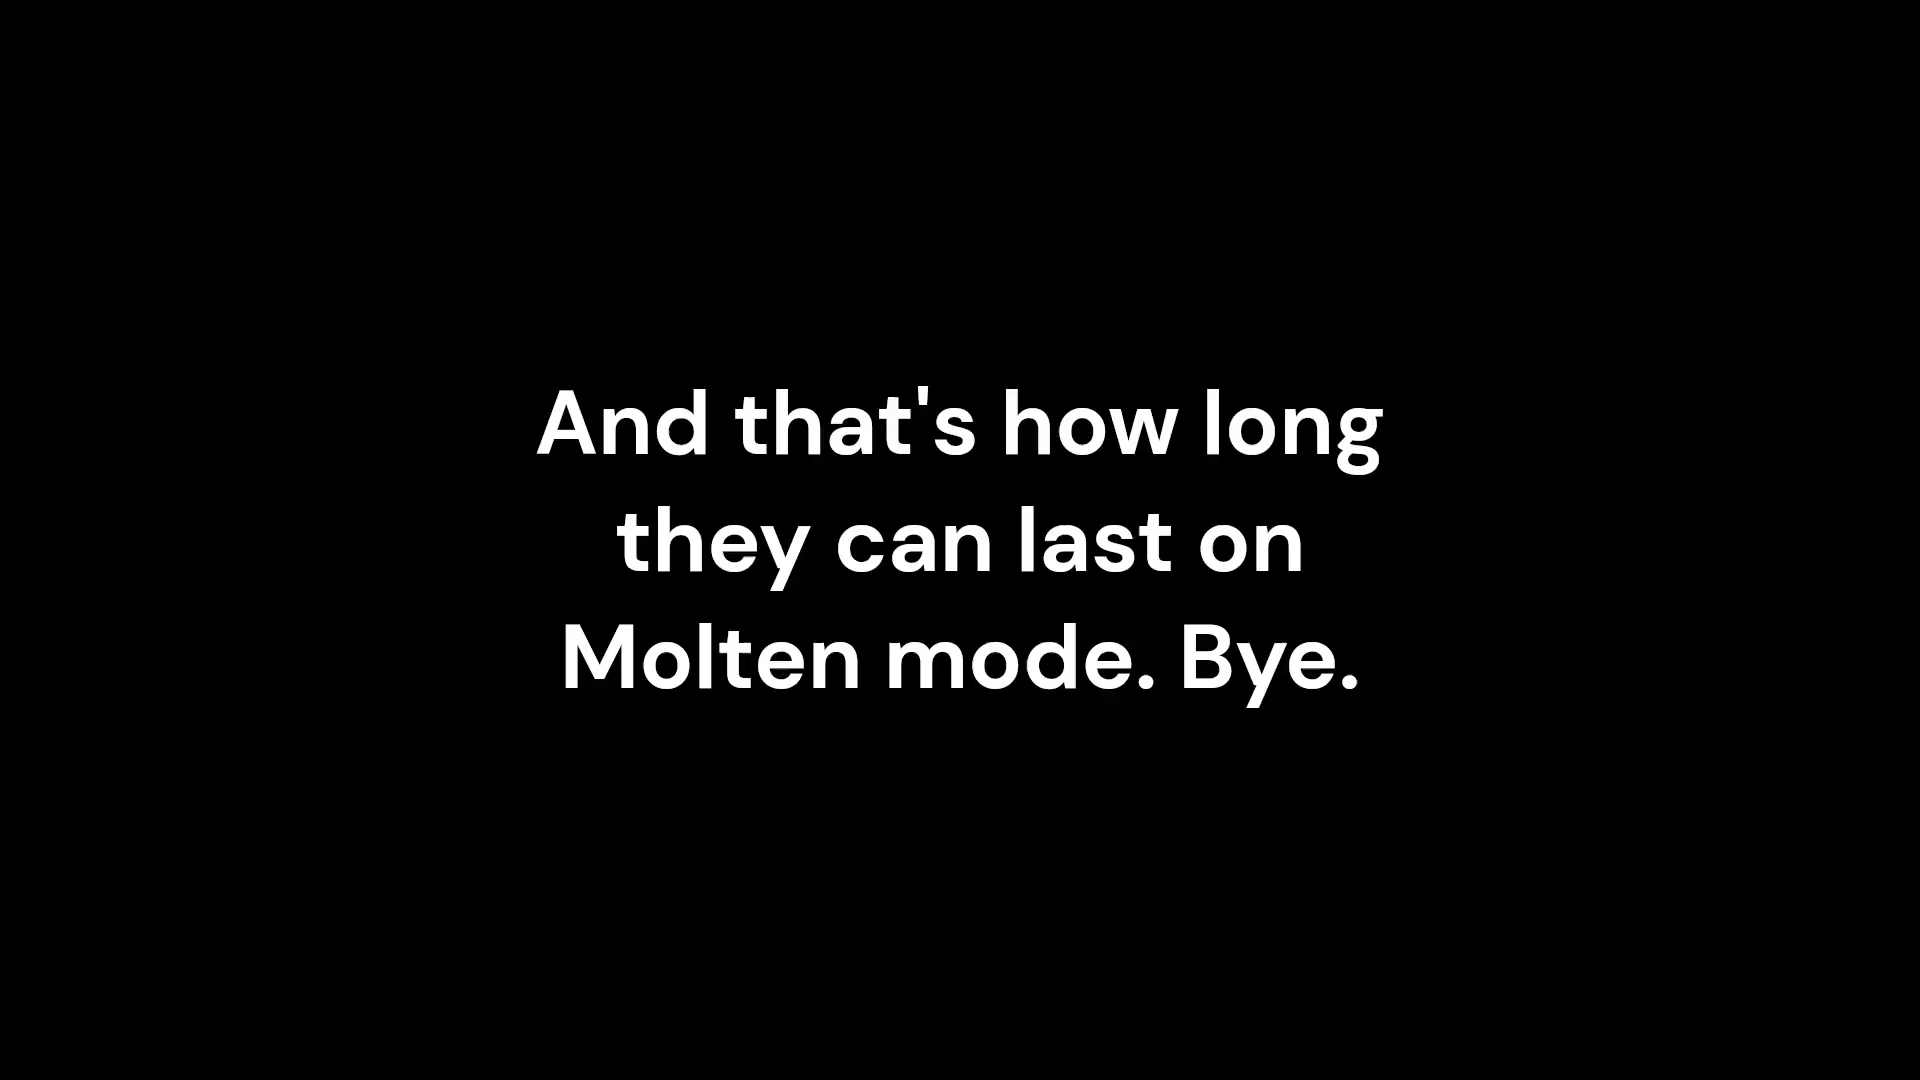 And that's how long
they can last on
Molten mode. Bye.